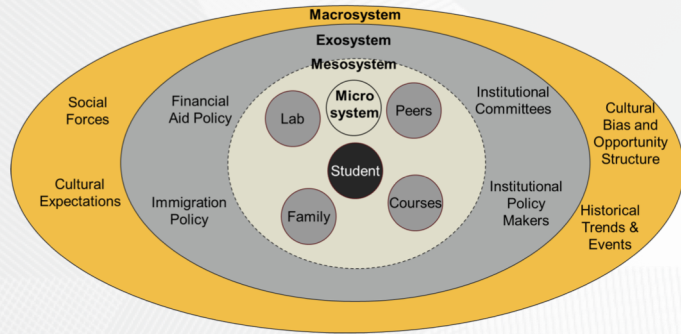 Macrosystem
Exosystem
Mesosystem
Social
Forces
Financial
Aid Policy
Lab
Micro
system
Peers
Institutional
Committees
Cultural
Bias and
Opportunity
Structure
Student
Cultural
Expectations
Immigration
Policy
Family
Courses
Institutional
Policy
Makers
Historical
Trends &
Events